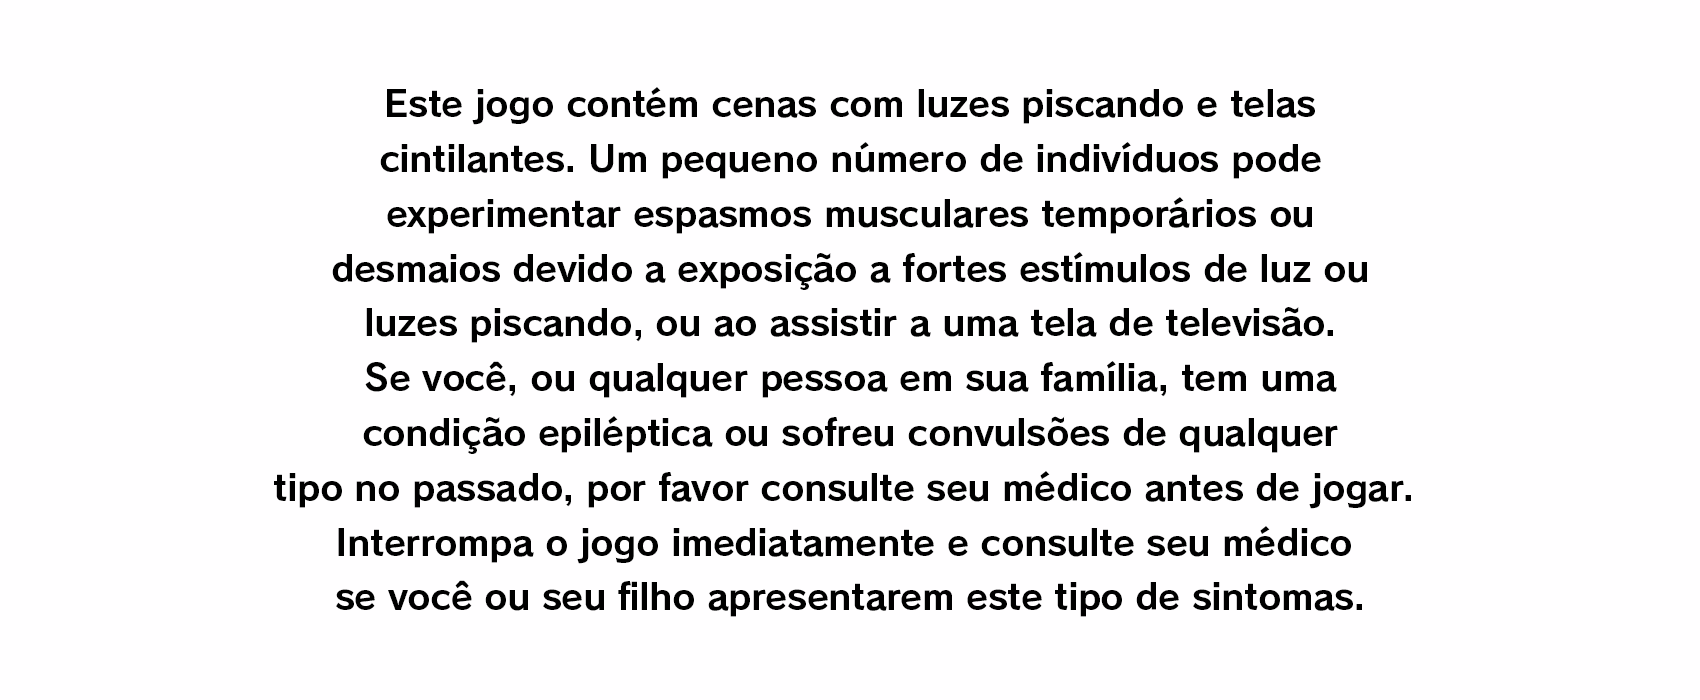 Este jogo contém cenas com luzes piscando e telas
cintilantes. Um pequeno número de indivíduos pode
experimentar espasmos musculares temporários ou
desmaios devido a exposição a fortes estímulos de luz ou
luzes piscando, ou ao assistir a uma tela de televisão.
Se você, ou qualquer pessoa em sua família, tem uma
condição epiléptica ou sofreu convulsões de qualquer
tipo no passado, por favor consulte seu médico antes de jogar.
Interrompa o jogo imediatamente e consulte seu médico
se você ou seu filho apresentarem este tipo de sintomas.